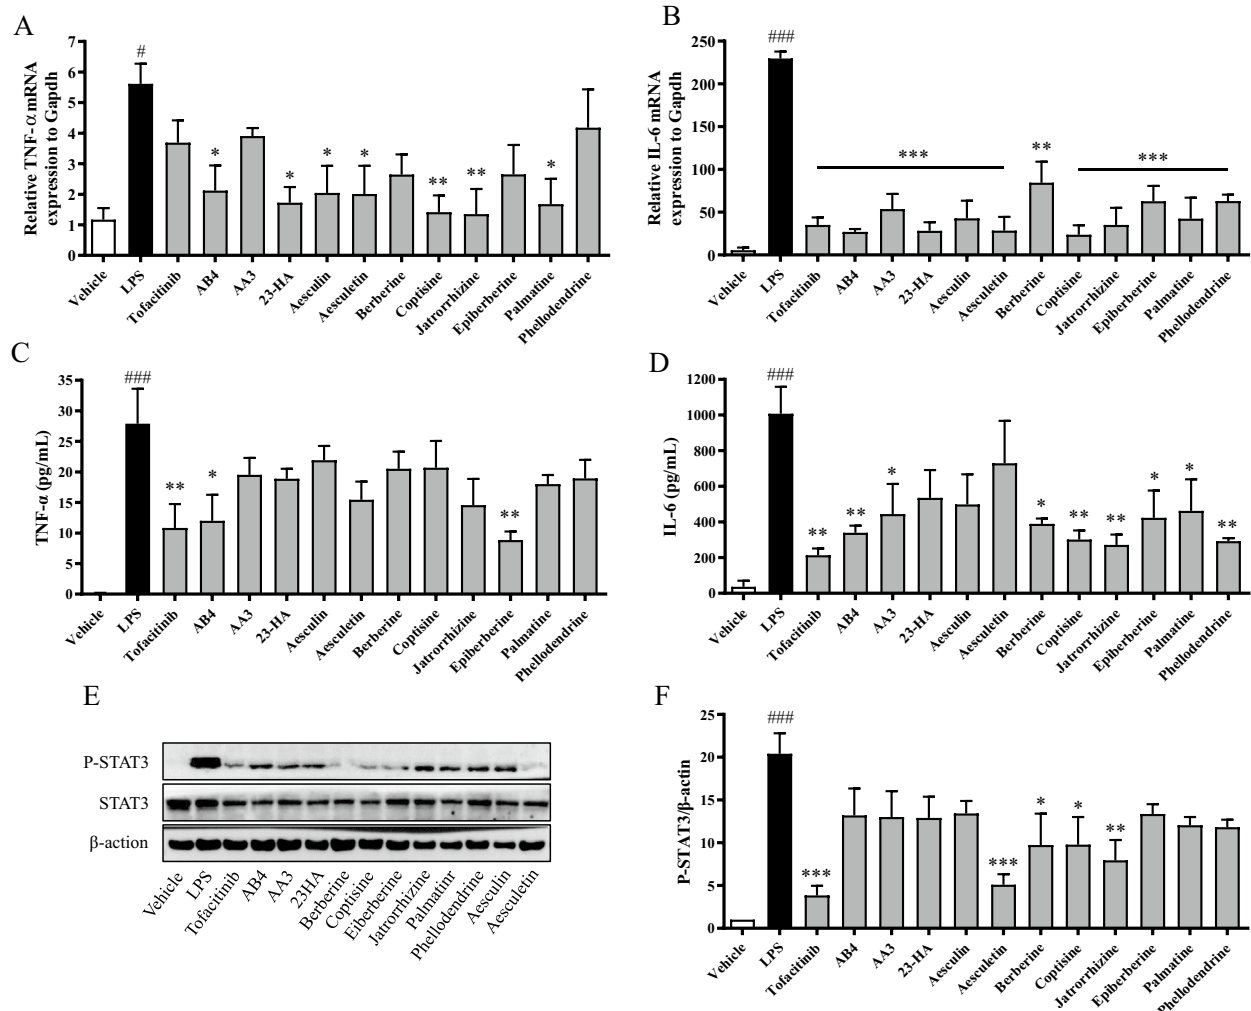 A
Relative TNF-α mRNA
expression to Gapdh
7
6
5
4
3
2
1
0
#
*
*
*
*
**
**
*
Vehicle
LPS
Tofacitinib
AB4
AA3
23-HA
Aesculin
Aesculetin
Berberine
Coptisine
Jatrorrhizine
Epiberberine
Palmatine
Phellodendrine
B
Relative IL-6 mRNA
expression to Gapdh
250
200
150
100
50
0
###
***
**
***
Vehicle
LPS
Tofacitinib
AB4
AA3
23-HA
Aesculin
Aesculetin
Berberine
Coptisine
Jatrorrhizine
Epiberberine
Palmatine
Phellodendrine
C
TNF-α (pg/mL)
35
30
25
20
15
10
5
0
###
**
*
**
Vehicle
LPS
Tofacitinib
AB4
AA3
23-HA
Aesculin
Aesculetin
Berberine
Coptisine
Jatrorrhizine
Epiberberine
Palmatine
Phellodendrine
D
IL-6 (pg/mL)
1200
1000
800
600
400
200
0
###
**
**
*
*
**
**
*
*
**
Vehicle
LPS
Tofacitinib
AB4
AA3
23-HA
Aesculin
Aesculetin
Berberine
Coptisine
Jatrorrhizine
Epiberberine
Palmatine
Phellodendrine
E
P-STAT3
STAT3
β-action
Vehicle
LPS
Tofacitinib
AB4
AA3
23HA
Berberine
Coptisine
Eiberberine
Jatrorrhizine
Palmatinr
Phellodendrine
Aesculin
Aesculetin
F
P-STAT3/β-actin
25
20
15
10
5
0
###
***
***
*
*
**
Vehicle
LPS
Tofacitinib
AB4
AA3
23-HA
Aesculin
Aesculetin
Berberine
Coptisine
Jatrorrhizine
Epiberberine
Palmatine
Phellodendrine